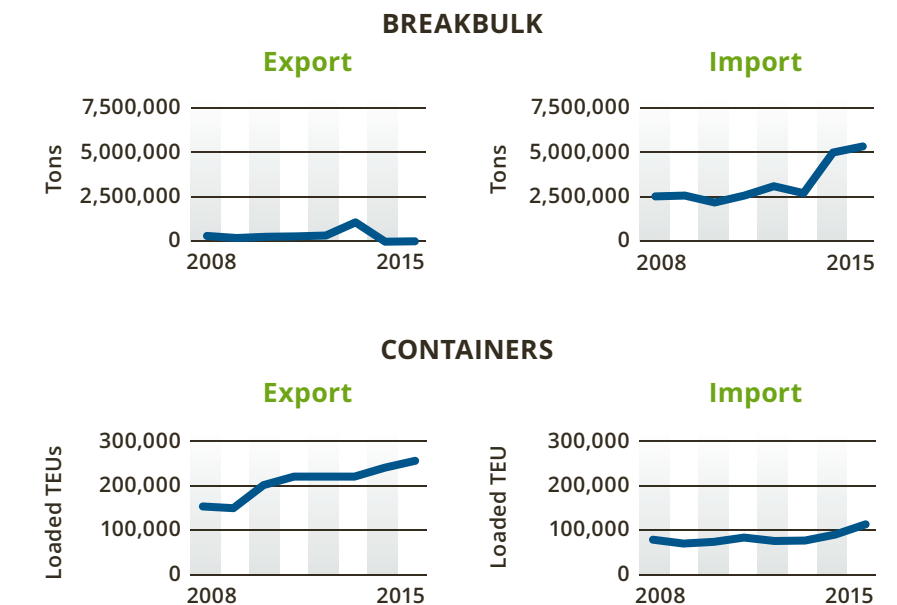 BREAKBULK
Export
Tons
7,500,000
5,000,000
2,500,000
0
2008 2015
Import
Tons
7,500,000
5,000,000
2,500,000
0
2008 2015
CONTAINERS
Export
Loaded TEUs
300,000
200,000
100,000
0
2008 2015
Import
Loaded TEU
300,000
200,000
100,000
0
2008 2015